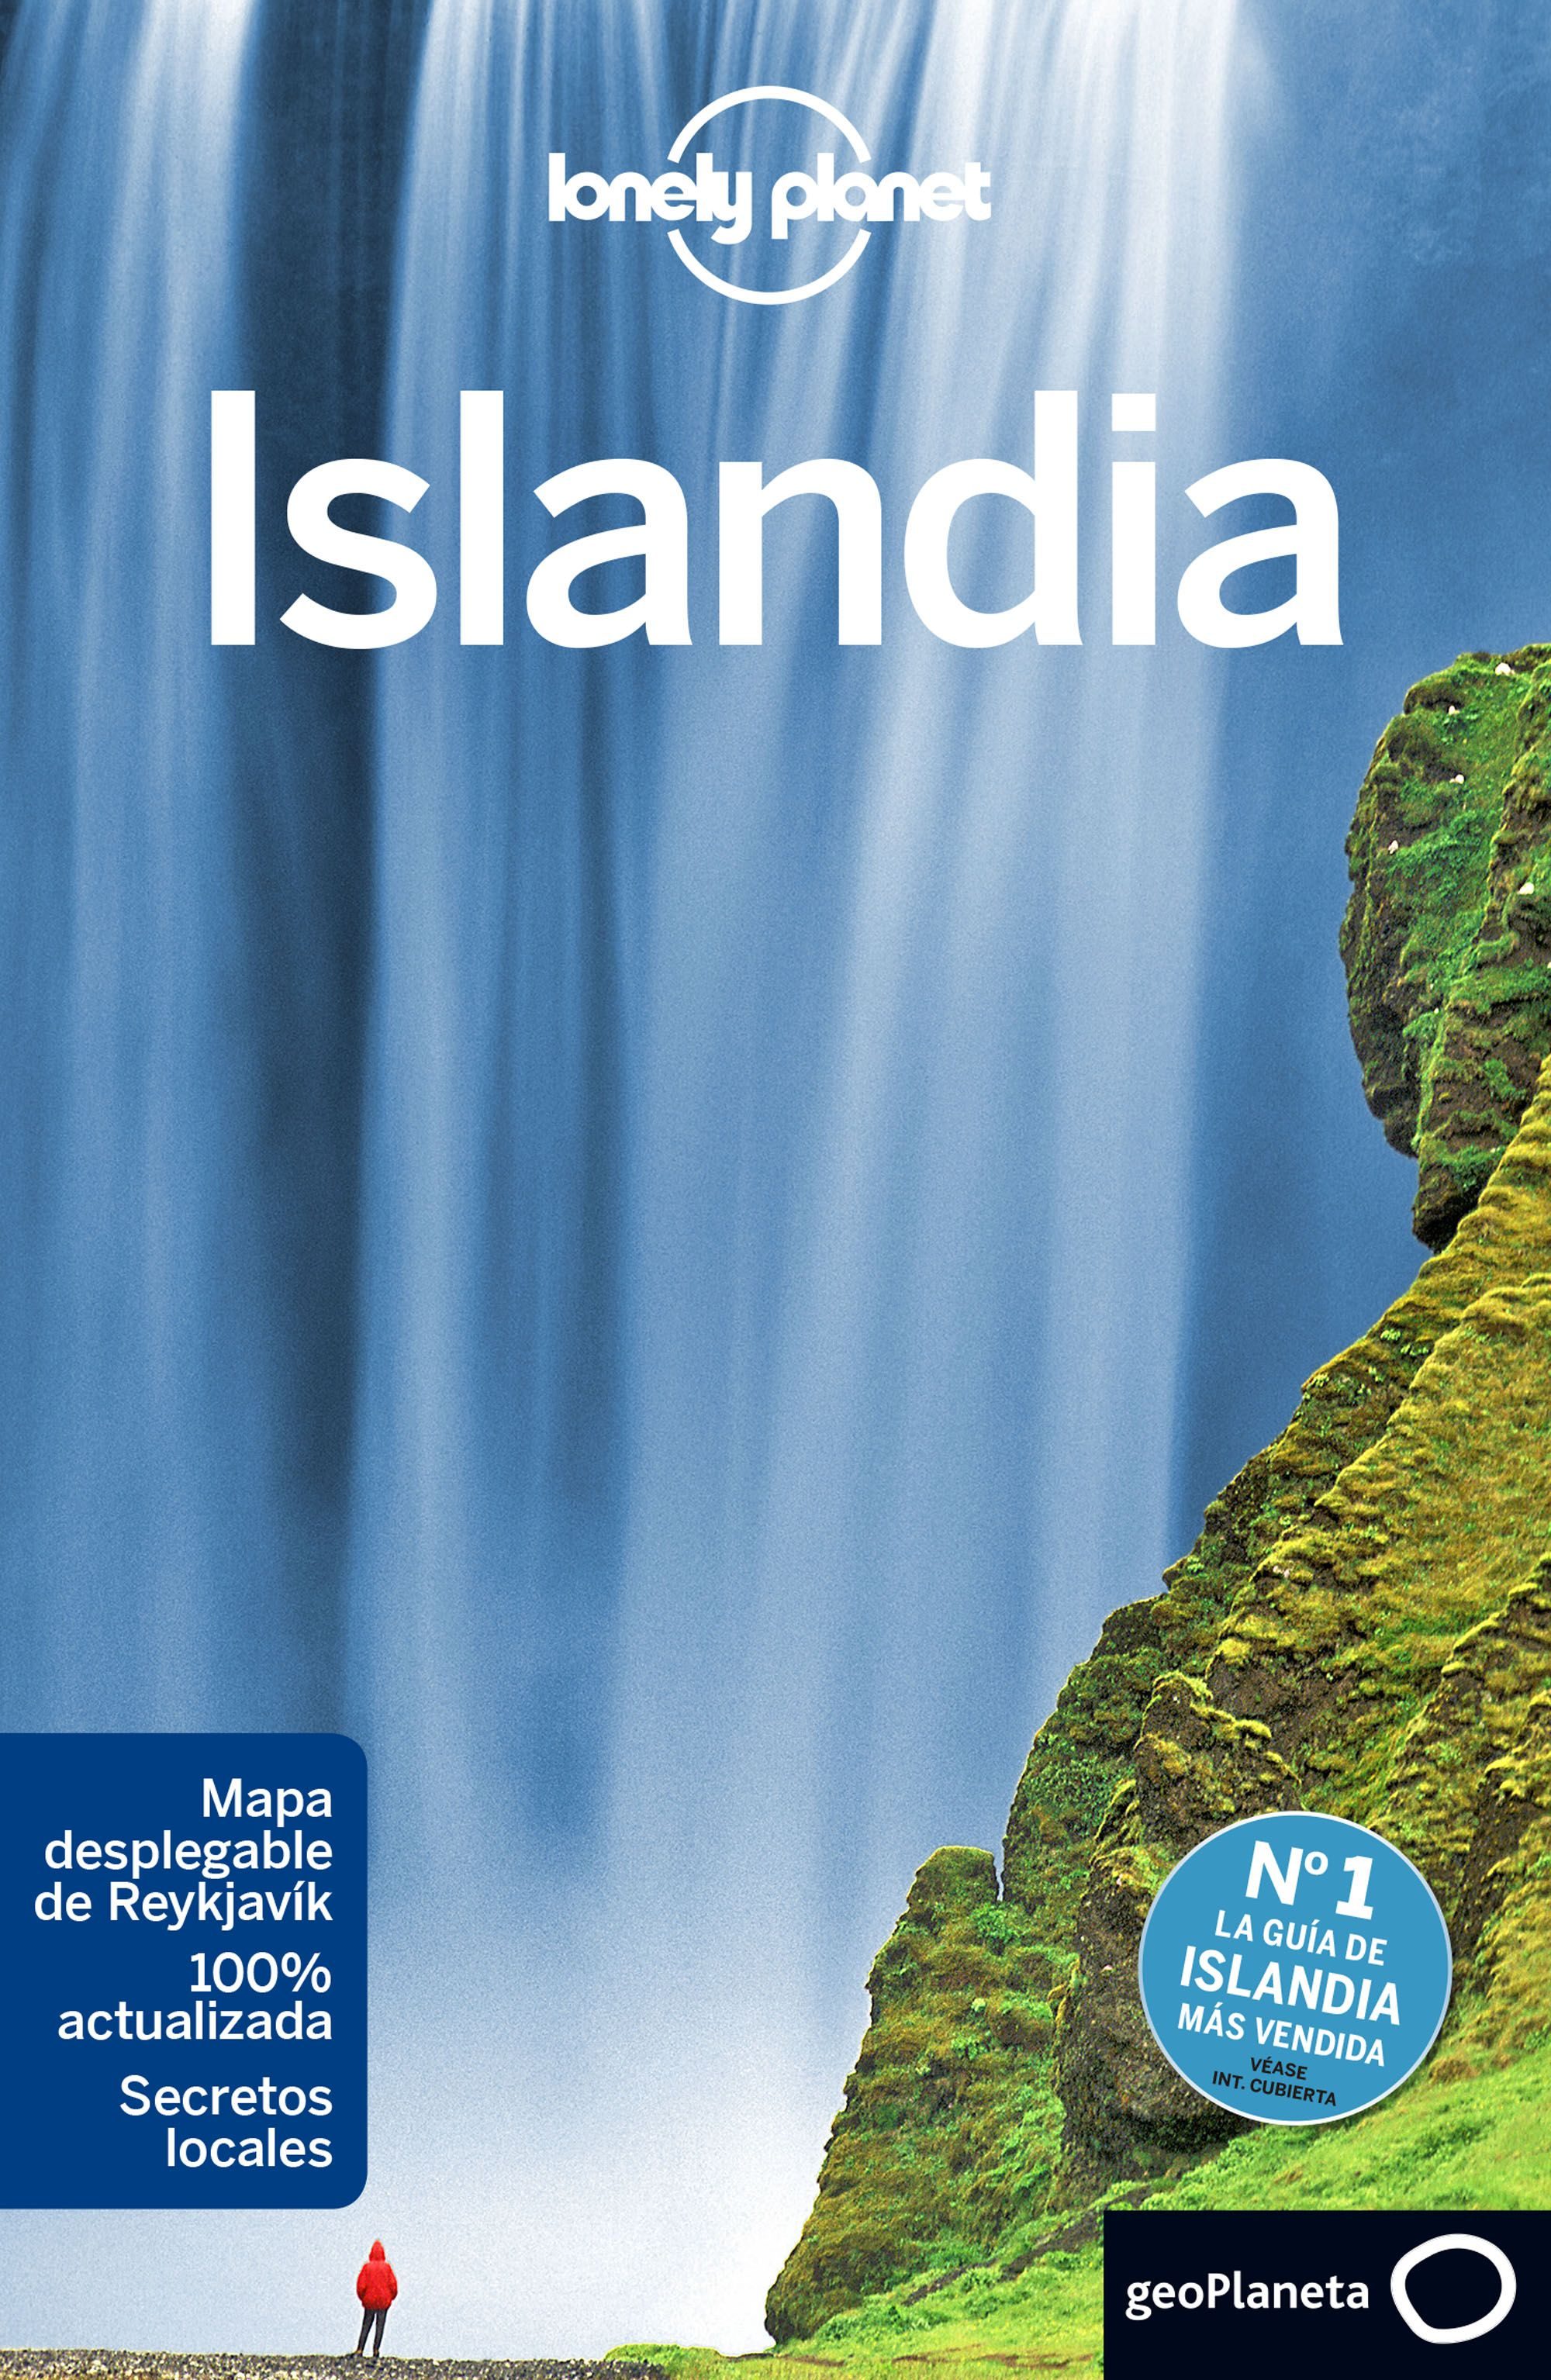 lonely planet
Islandia
Mapa
desplegable
de Reykjavík
100%
actualizada
Secretos
locales
Nº 1
LA GUÍA DE
ISLANDIA
MÁS VENDIDA
VÉASE
INT. CUBIERTA
geoPlaneta